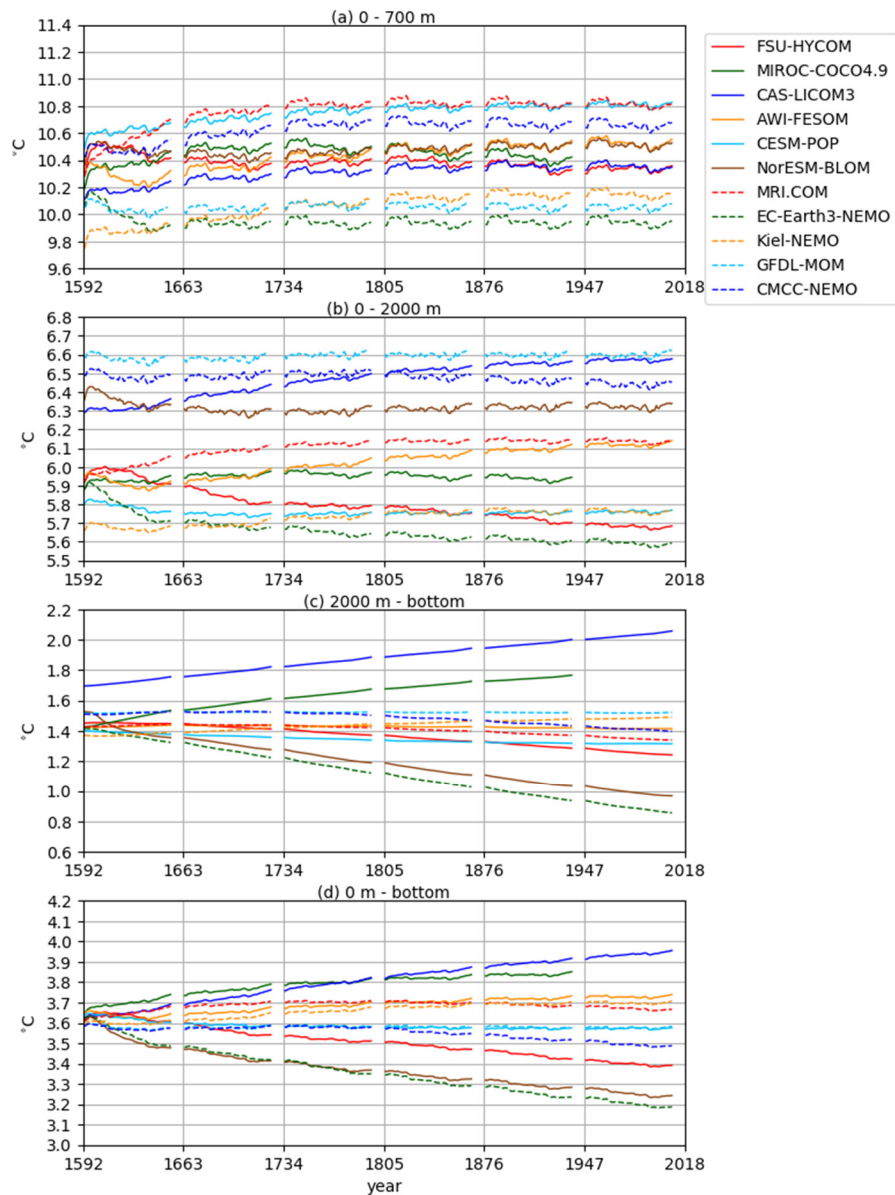 (a) 0 - 700 m
11.4
11.2
11.0
10.8
10.6
10.4
10.2
10.0
9.8
9.6
°C
1592 1663 1734 1805 1876 1947 2018
FSU-HYCOM
MIROC-COCO4.9
CAS-LICOM3
AWI-FESOM
CESM-POP
NorESM-BLOM
MRI.COM
EC-Earth3-NEMO
Kiel-NEMO
GFDL-MOM
CMCC-NEMO
(b) 0 - 2000 m
6.8
6.7
6.6
6.5
6.4
6.3
6.2
6.1
6.0
5.9
5.8
5.7
5.6
5.5
°C
1592 1663 1734 1805 1876 1947 2018
(c) 2000 m - bottom
2.2
2.0
1.8
1.6
1.4
1.2
1.0
0.8
0.6
°C
1592 1663 1734 1805 1876 1947 2018
(d) 0 m - bottom
4.2
4.1
4.0
3.9
3.8
3.7
3.6
3.5
3.4
3.3
3.2
3.1
3.0
°C
1592 1663 1734 1805 1876 1947 2018
year